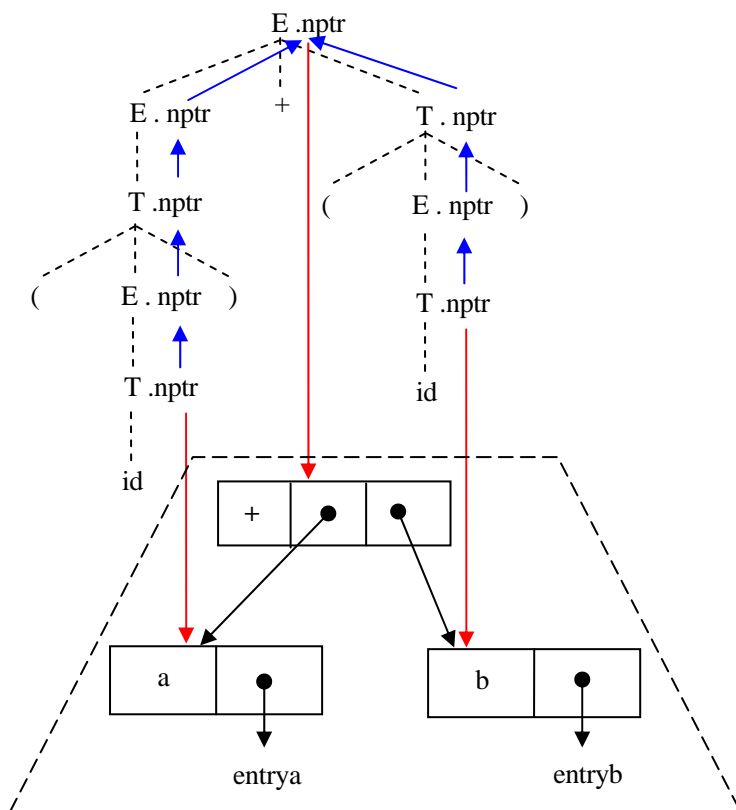 E .nptr
E . nptr + T . nptr
T .nptr ( E . nptr )
( E . nptr ) T .nptr
T .nptr id
id
+
a b
entrya entryb